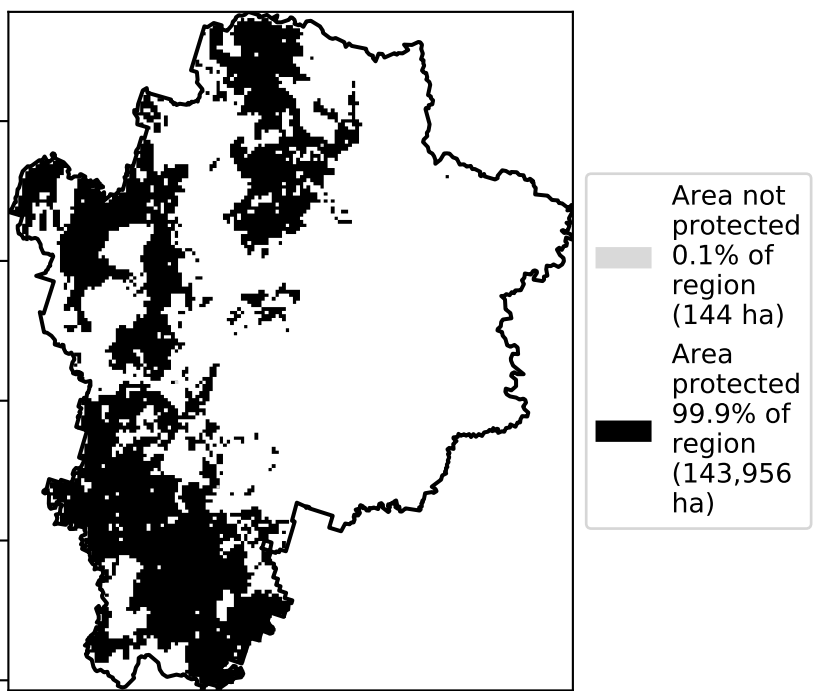 Area not
protected
0.1% of
region
(144 ha)
Area
protected
99.9% of
region
(143,956
ha)